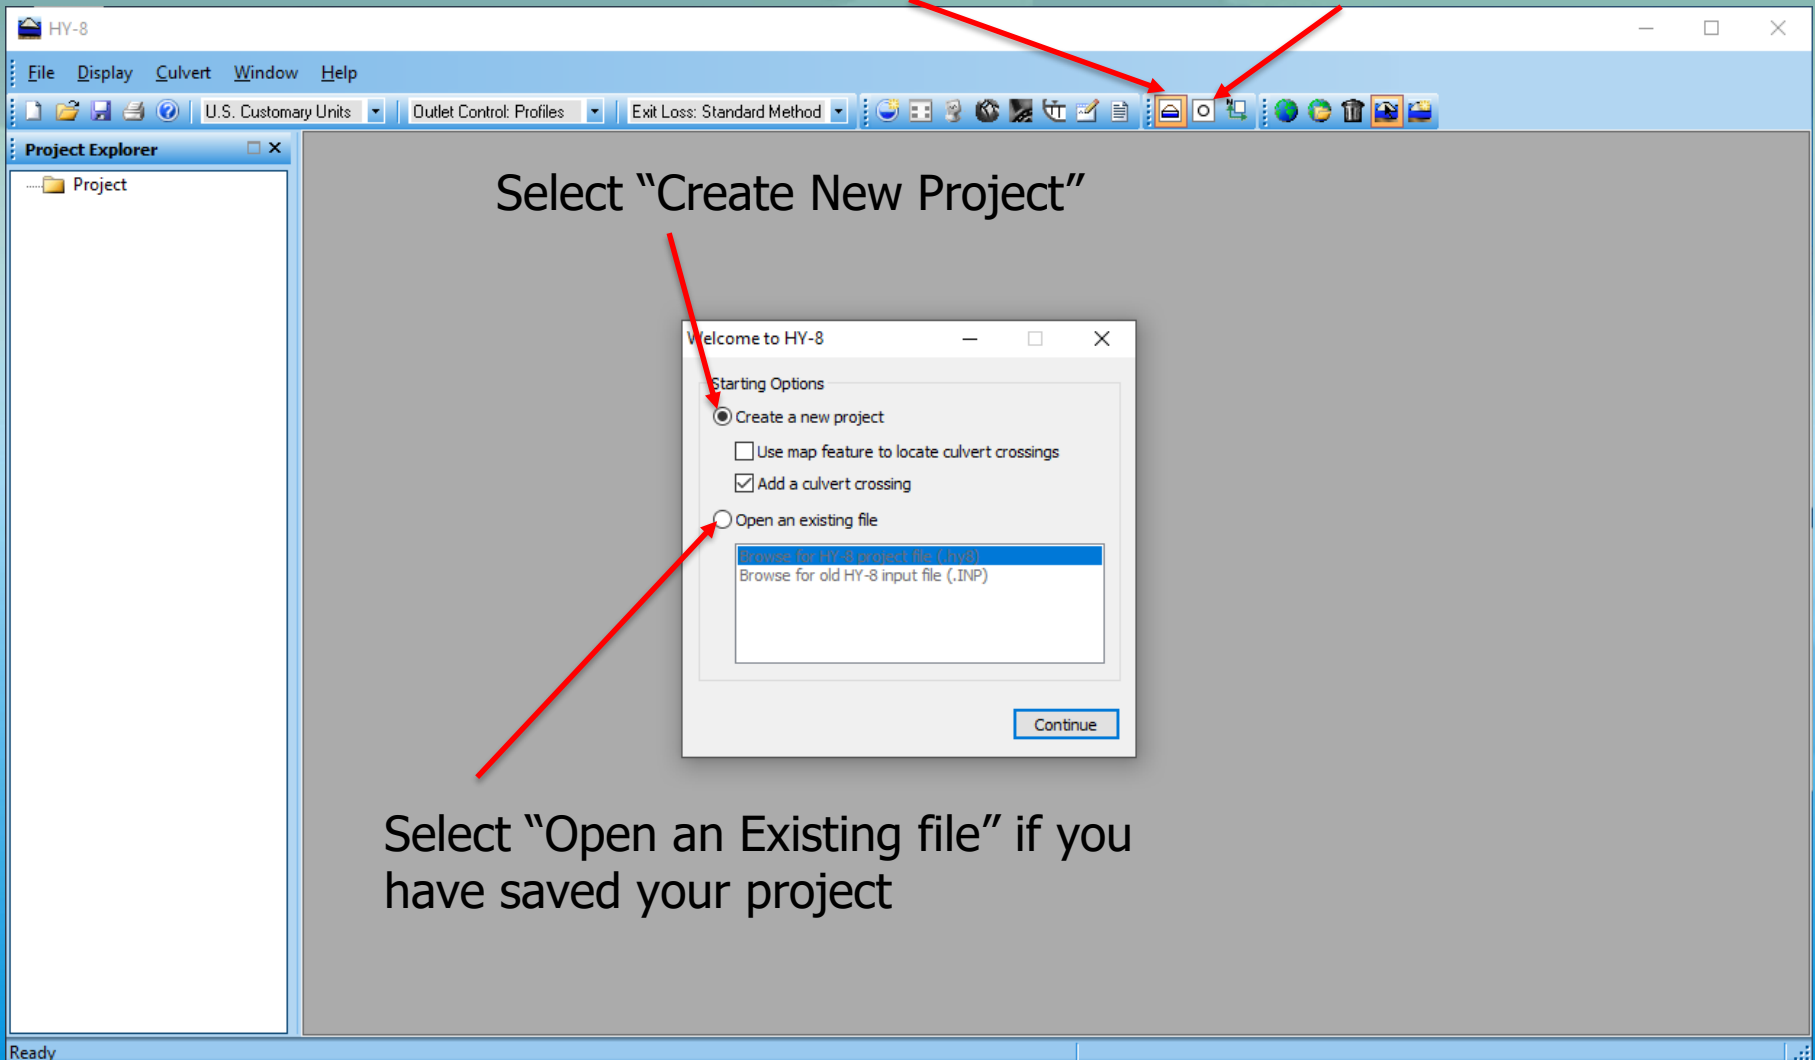 HY-8
File Display Culvert Window Help
U.S. Customary Units Outlet Control: Profiles Exit Loss: Standard Method
Project Explorer
Project
Select “Create New Project”
Welcome to HY-8
Starting Options
Create a new project
Use map feature to locate culvert crossings
Add a culvert crossing
Open an existing file
Browse for HY-8 project file (.hy8)
Browse for old HY-8 input file (.INP)
Continue
Select “Open an Existing file” if you
have saved your project
Ready